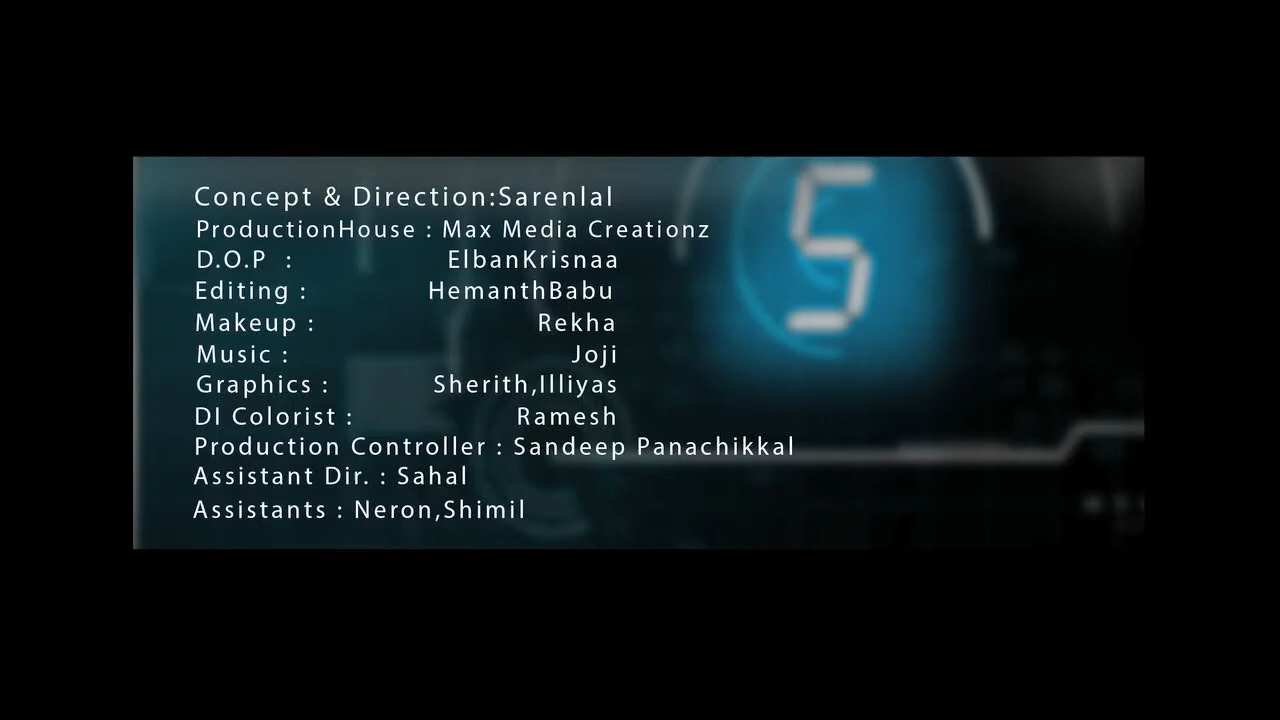 5
Concept & Direction:Sarenlal
ProductionHouse : Max Media Creationz
D.O.P : ElbanKrisnaa
Editing : HemanthBabu
Makeup : Rekha
Music : Joji
Graphics : Sherith,Illiyas
DI Colorist : Ramesh
Production Controller : Sandeep Panachikkal
Assistant Dir. : Sahal
Assistants : Neron,Shimil